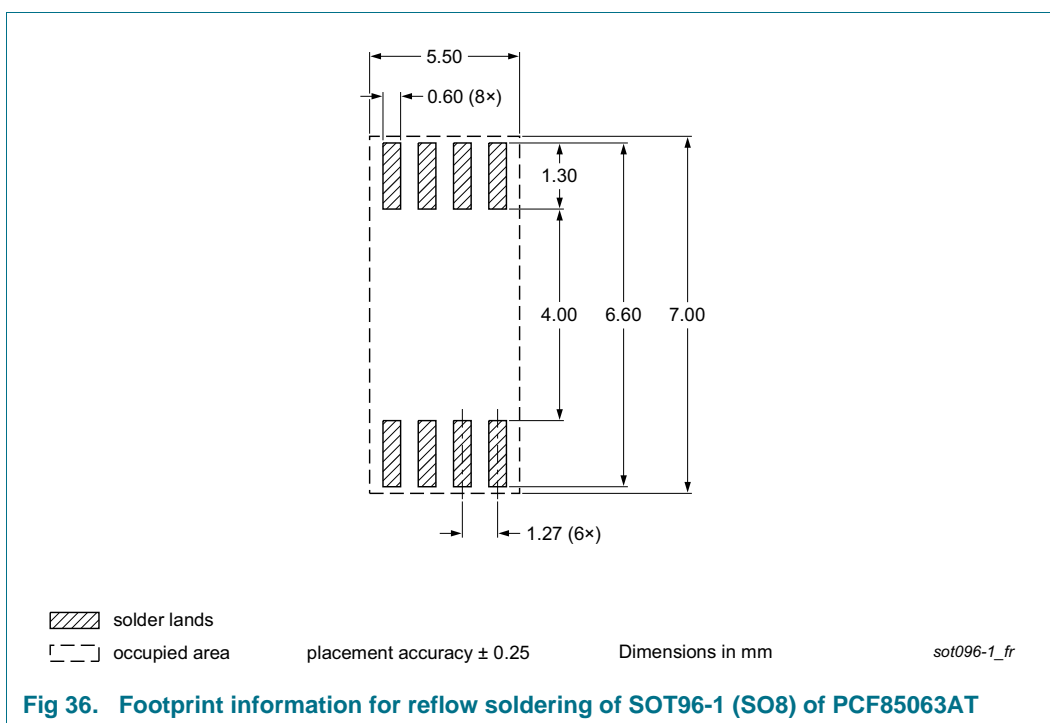 5.50
0.60 (8×)
1.30
4.00 6.60 7.00
1.27 (6×)
solder lands
occupied area placement accuracy ± 0.25 Dimensions in mm sot096-1_fr
Fig 36. Footprint information for reflow soldering of SOT96-1 (SO8) of PCF85063AT